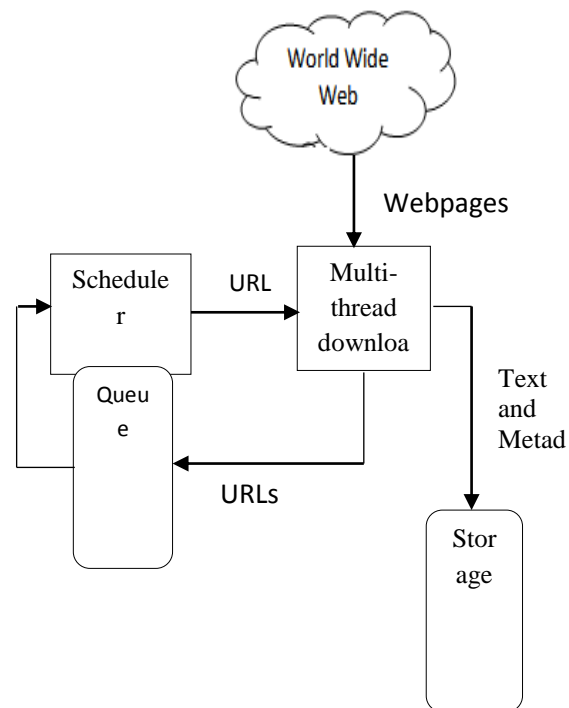 World Wide
Web
Webpages
Schedule
r
URL
Multi-
thread
downloa
Queu
e
URLs
Text
and
Metad
Stor
age